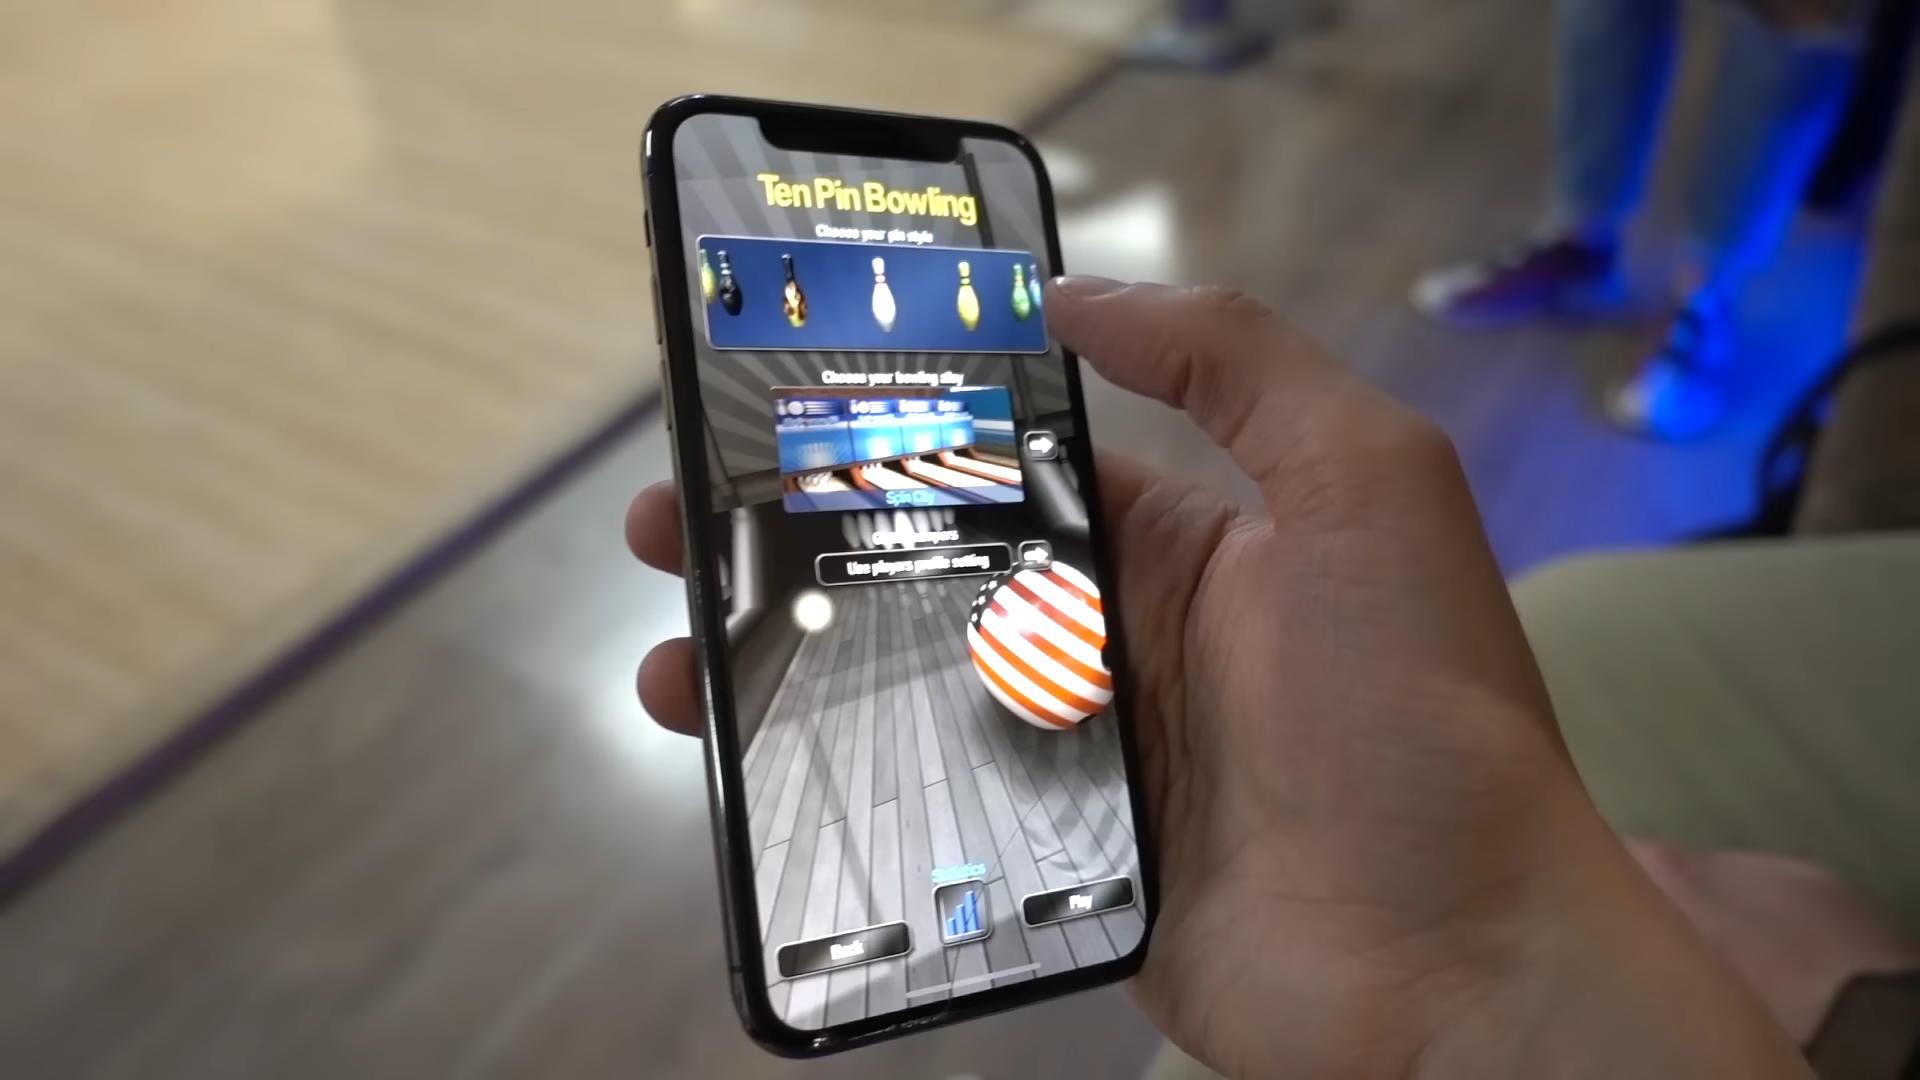 Ten Pin Bowling
Choose your pin style
Choose your bowling alley
Spin City
Use players profile setting
Statistics
Play
Back